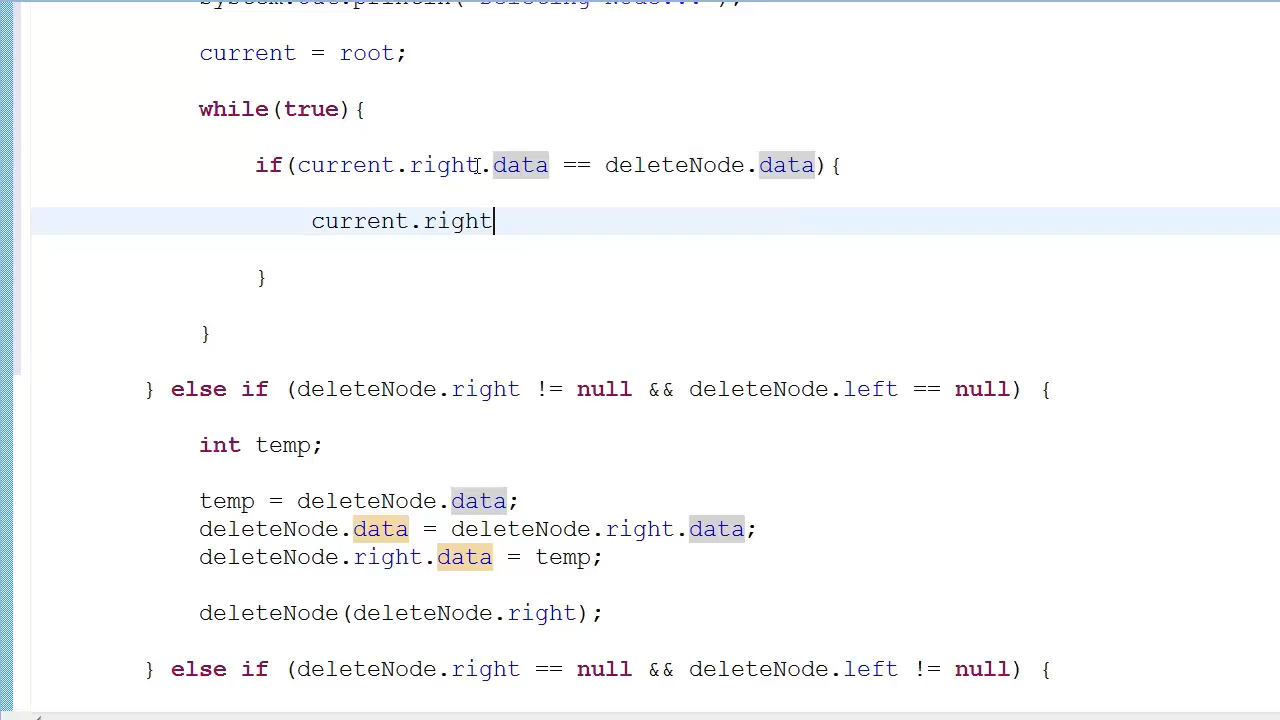 current = root;
while(true){
if(current.right.data == deleteNode.data){
current.right
}
}
} else if (deleteNode.right != null && deleteNode.left == null) {
int temp;
temp = deleteNode.data;
deleteNode.data = deleteNode.right.data;
deleteNode.right.data = temp;
deleteNode(deleteNode.right);
} else if (deleteNode.right == null && deleteNode.left != null) {